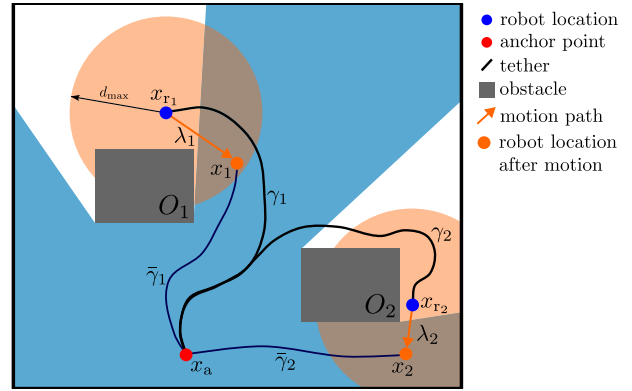 robot location
anchor point
tether
obstacle
motion path
robot location
after motion
d_max
x_r1
λ_1
x_1
O_1
γ_1
γ_2
γ̄_1
O_2
x_r2
λ_2
x_a
γ̄_2
x_2